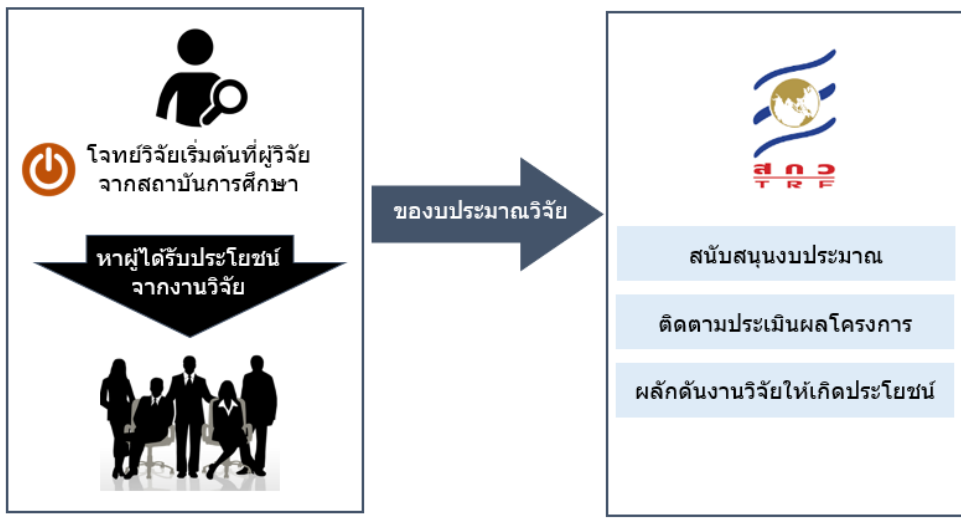 โจทย์วิจัยเริ่มต้นที่ผู้วิจัย
จากสถาบันการศึกษา
หาผู้ได้รับประโยชน์
จากงานวิจัย
ของบประมาณวิจัย
สกว
TRF
สนับสนุนงบประมาณ
ติดตามประเมินผลโครงการ
ผลักดันงานวิจัยให้เกิดประโยชน์